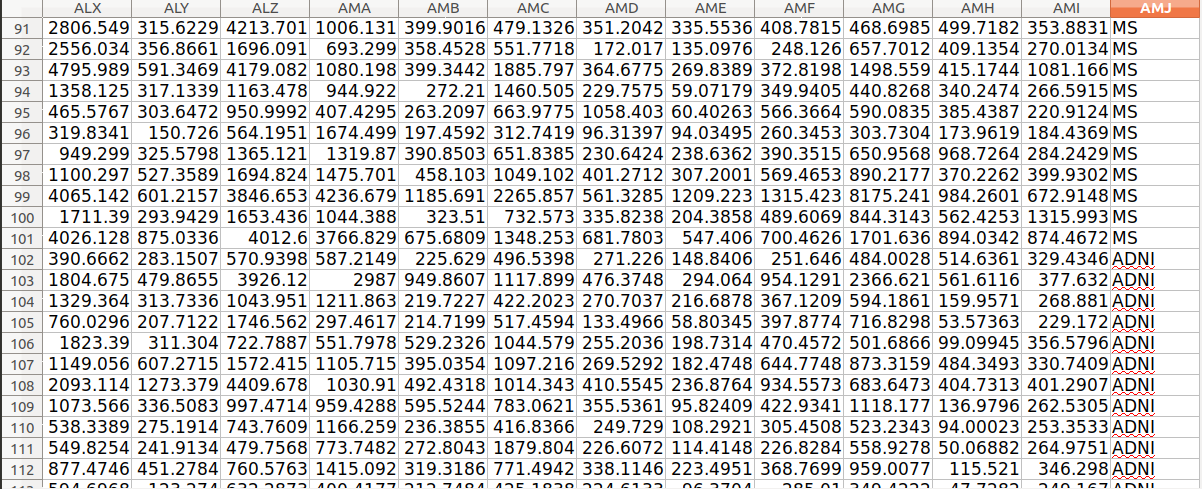 ALX ALY ALZ AMA AMB AMC AMD AME AMF AMG AMH AMI AMJ
91 2806.549 315.6229 4213.701 1006.131 399.9016 479.1326 351.2042 335.5536 408.7815 468.6985 499.7182 353.8831 MS
92 2556.034 356.8661 1696.091 693.299 358.4528 551.7718 172.017 135.0976 248.126 657.7012 409.1354 270.0134 MS
93 4795.989 591.3469 4179.082 1080.198 399.3442 1885.797 364.6775 269.8389 372.8198 1498.559 415.1744 1081.166 MS
94 1358.125 317.1339 1163.478 944.922 272.21 1460.505 229.7575 59.07179 349.9405 440.8268 340.2474 266.5915 MS
95 465.5767 303.6472 950.9992 407.4295 263.2097 663.9775 1058.403 60.40263 566.3664 590.0835 385.4387 220.9124 MS
96 319.8341 150.726 564.1951 1674.499 197.4592 312.7419 96.31397 94.03495 260.3453 303.7304 173.9619 184.4369 MS
97 949.299 325.5798 1365.121 1319.87 390.8503 651.8385 230.6424 238.6362 390.3515 650.9568 968.7264 284.2429 MS
98 1100.297 527.3589 1694.824 1475.701 458.103 1049.102 401.2712 307.2001 569.4653 890.2177 370.2262 399.9302 MS
99 4065.142 601.2157 3846.653 4236.679 1185.691 2265.857 561.3285 1209.223 1315.423 8175.241 984.2601 672.9148 MS
100 1711.39 293.9429 1653.436 1044.388 323.51 732.573 335.8238 204.3858 489.6069 844.3143 562.4253 1315.993 MS
101 4026.128 875.0336 4012.6 3766.829 675.6809 1348.253 681.7803 547.406 700.4626 1701.636 894.0342 874.4672 MS
102 390.6662 283.1507 570.9398 587.2149 225.629 496.5398 271.226 148.8406 251.646 484.0028 514.6361 329.4346 ADNI
103 1804.675 479.8655 3926.12 2987 949.8607 1117.899 476.3748 294.064 954.1291 2366.621 561.6116 377.632 ADNI
104 1329.364 313.7336 1043.951 1211.863 219.7227 422.2023 270.7037 216.6878 367.1209 594.1861 159.9571 268.881 ADNI
105 760.0296 207.7122 1746.562 297.4617 214.7199 517.4594 133.4966 58.80345 397.8774 716.8298 53.57363 229.172 ADNI
106 1823.39 311.304 722.7887 551.7978 529.2326 1044.579 255.2036 198.7314 470.4572 501.6866 99.09945 356.5796 ADNI
107 1149.056 607.2715 1572.415 1105.715 395.0354 1097.216 269.5292 182.4748 644.7748 873.3159 484.3493 330.7409 ADNI
108 2093.114 1273.379 4409.678 1030.91 492.4318 1014.343 410.5545 236.8764 934.5573 683.6473 404.7313 401.2907 ADNI
109 1073.566 336.5083 997.4714 959.4288 595.5244 783.0621 355.5361 95.82409 422.9341 1118.177 136.9796 262.5305 ADNI
110 538.3389 275.1914 743.7609 1166.259 236.3855 416.8366 249.729 108.2921 305.4508 523.2343 94.00023 253.3533 ADNI
111 549.8254 241.9134 479.7568 773.7482 272.8043 1879.804 226.6072 114.4148 226.8284 558.9278 50.06882 264.9751 ADNI
112 877.4746 451.2784 760.5763 1415.092 319.3186 771.4942 338.1146 223.4951 368.7699 959.0077 115.521 346.298 ADNI